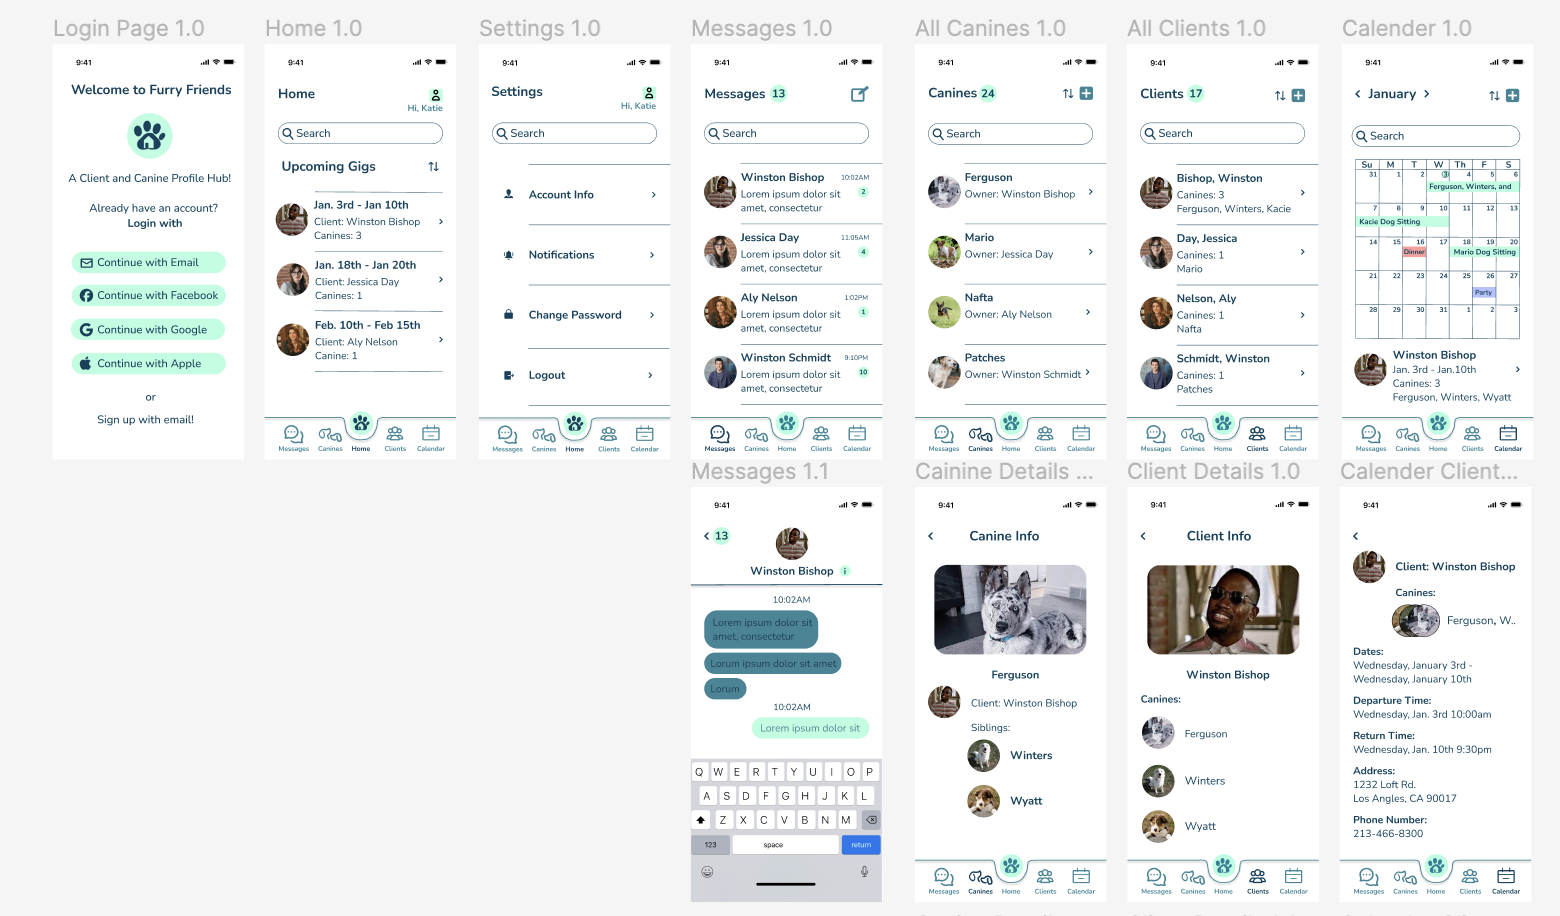 Login Page 1.0
9:41
Welcome to Furry Friends
A Client and Canine Profile Hub!
Already have an account?
Login with
Continue with Email
Continue with Facebook
Continue with Google
Continue with Apple
or
Sign up with email!
Home 1.0
9:41
Home
Hi, Katie
Search
Upcoming Gigs
Jan. 3rd - Jan 10th
Client: Winston Bishop
Canines: 3
Jan. 18th - Jan 20th
Client: Jessica Day
Canines: 1
Feb. 10th - Feb 15th
Client: Aly Nelson
Canine: 1
Messages Canines Home Clients Calendar
Settings 1.0
9:41
Settings
Hi, Katie
Search
Account Info
Notifications
Change Password
Logout
Messages Canines Home Clients Calendar
Messages 1.0
9:41
Messages 13
Search
Winston Bishop 10:02AM
Lorem ipsum dolor sit 2
amet, consectetur
Jessica Day 11:05AM
Lorem ipsum dolor sit 4
amet, consectetur
Aly Nelson 1:02PM
Lorem ipsum dolor sit 1
amet, consectetur
Winston Schmidt 9:10PM
Lorem ipsum dolor sit 10
amet, consectetur
Messages Canines Home Clients Calendar
All Canines 1.0
9:41
Canines 24
Search
Ferguson
Owner: Winston Bishop
Mario
Owner: Jessica Day
Nafta
Owner: Aly Nelson
Patches
Owner: Winston Schmidt
Messages Canines Home Clients Calendar
All Clients 1.0
9:41
Clients 17
Search
Bishop, Winston
Canines: 3
Ferguson, Winters, Kacie
Day, Jessica
Canines: 1
Mario
Nelson, Aly
Canines: 1
Nafta
Schmidt, Winston
Canines: 1
Patches
Messages Canines Home Clients Calendar
Calender 1.0
9:41
January
Search
Su M T W Th F S
31 1 2 3 4 5 6
Ferguson, Winters, and
7 8 9 10 11 12 13
Kacie Dog Sitting
14 15 16 17 18 19 20
Dinner Mario Dog Sitting
21 22 23 24 25 26 27
Party
28 29 30 31 1 2 3
Winston Bishop
Jan. 3rd - Jan.10th
Canines: 3
Ferguson, Winters, Wyatt
Messages Canines Home Clients Calendar
Messages 1.1
9:41
13
Winston Bishop i
10:02AM
Lorem ipsum dolor sit
amet, consectetur
Lorum ipsum dolor sit amet
Lorum
10:02AM
Lorem ipsum dolor sit
Q W E R T Y U I O P
A S D F G H J K L
Z X C V B N M
123 space return
Cainine Details ...
9:41
Canine Info
Ferguson
Client: Winston Bishop
Siblings:
Winters
Wyatt
Messages Canines Home Clients Calendar
Client Details 1.0
9:41
Client Info
Winston Bishop
Canines:
Ferguson
Winters
Wyatt
Messages Canines Home Clients Calendar
Calender Client...
9:41
Client: Winston Bishop
Canines:
Ferguson, W..
Dates:
Wednesday, January 3rd -
Wednesday, January 10th
Departure Time:
Wednesday, Jan. 3rd 10:00am
Return Time:
Wednesday, Jan. 10th 9:30pm
Address:
1232 Loft Rd.
Los Angles, CA 90017
Phone Number:
213-466-8300
Messages Canines Home Clients Calendar